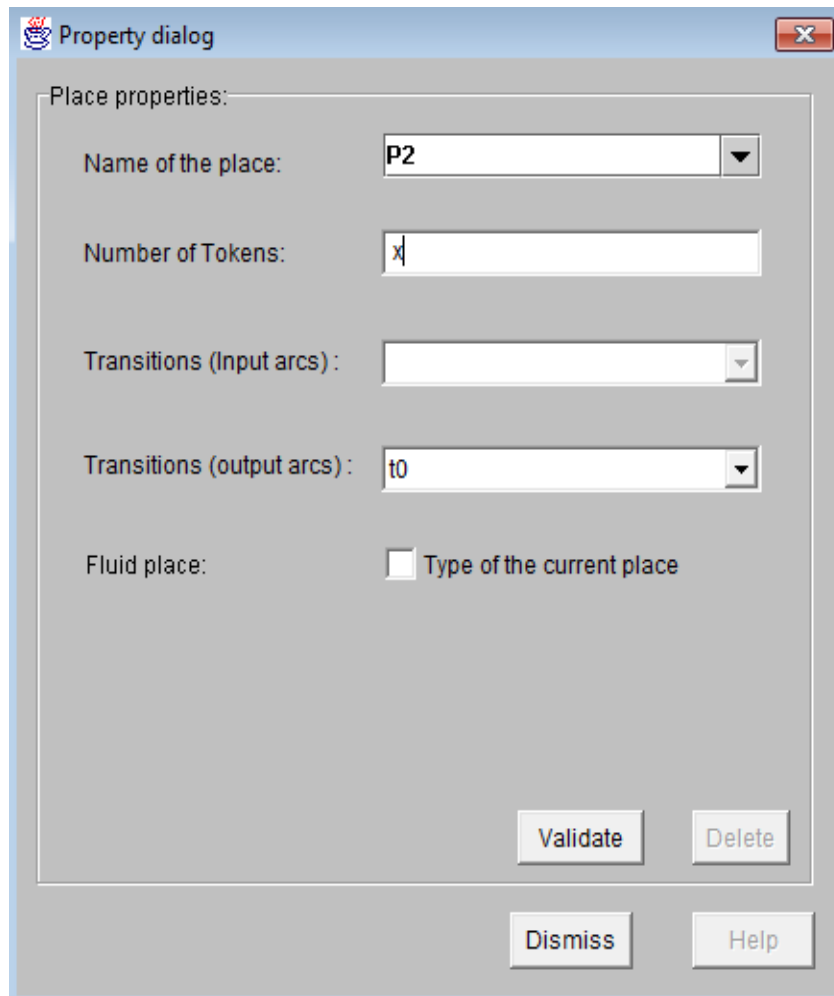 Property dialog
Place properties:
Name of the place: P2
Number of Tokens: x
Transitions (Input arcs) :
Transitions (output arcs) : t0
Fluid place: Type of the current place
Validate Delete
Dismiss Help